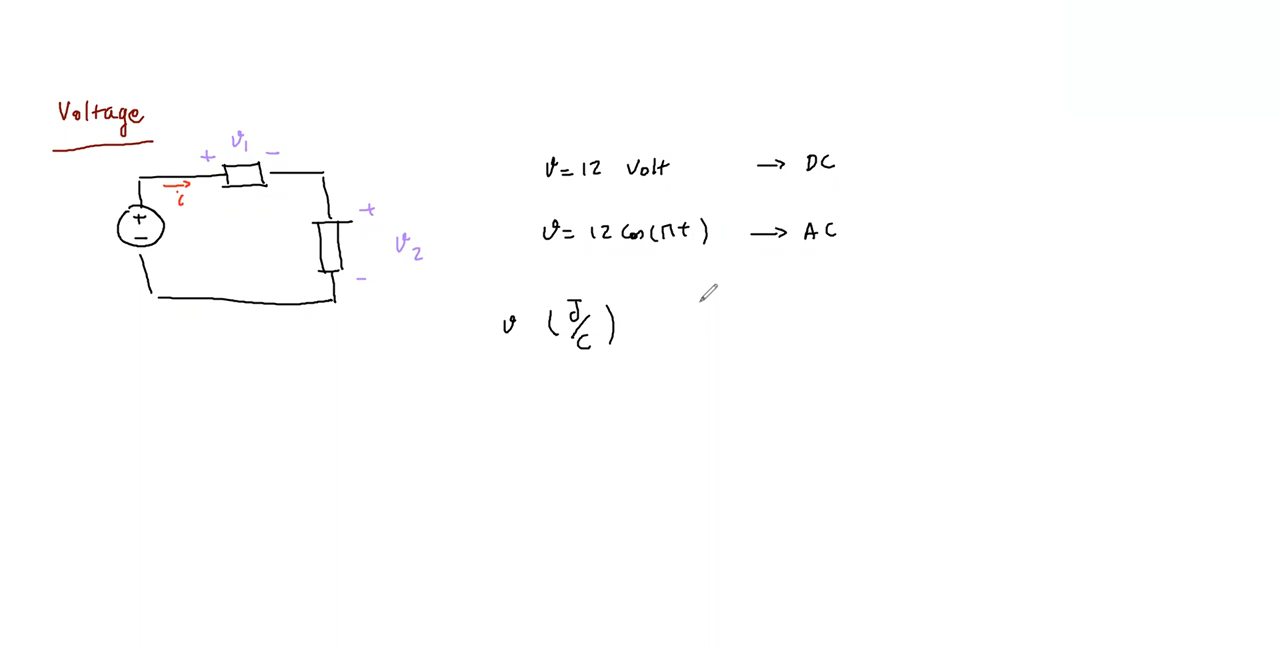 Voltage
+ v1 -
i
+
-
+
v2
-
v = 12 Volt → DC
v = 12 cos(πt) → AC
v (J/C)